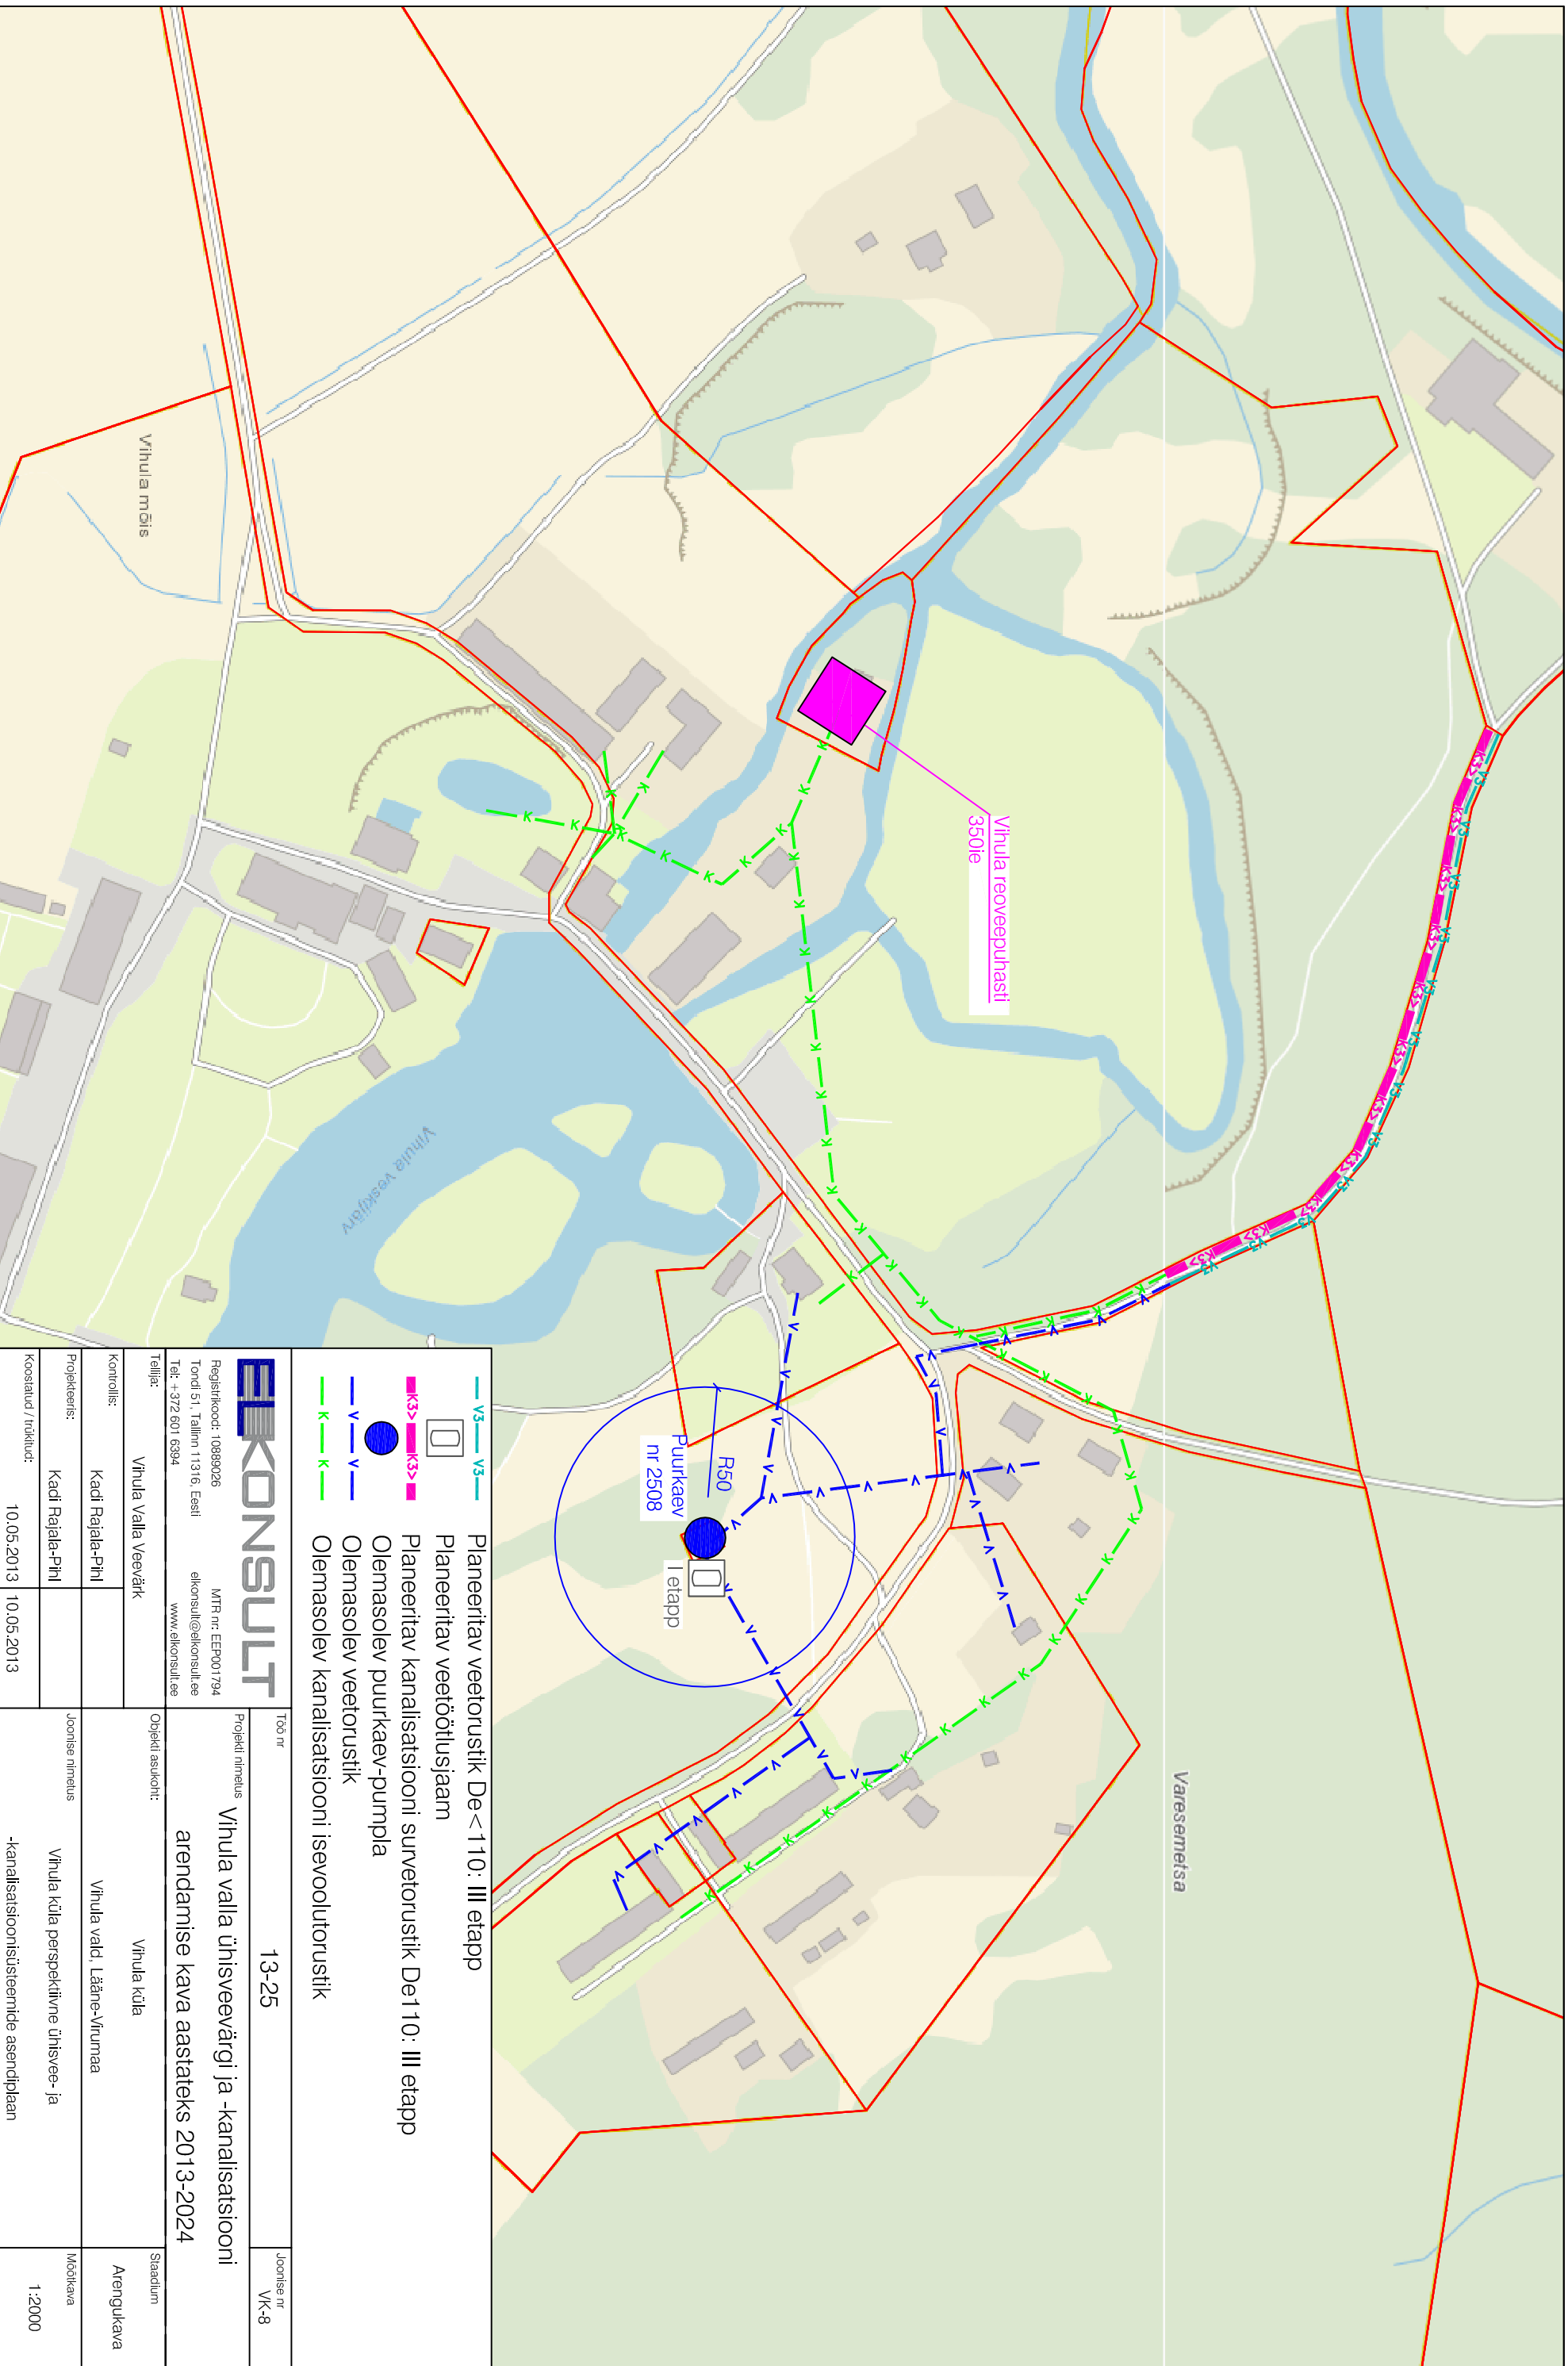 Vihula mõis
Vihula veskijärv
Varesemetsa
Vihula reoveepuhasti
350ie
R50
Puurkaev
nr 2508
I etapp
V3 V3 Planeeritav veetorustik De<110: III etapp
Planeeritav veetöötlusjaam
K3> K3> Planeeritav kanalisatsiooni survetorustik De110: III etapp
Olemasolev puurkaev-pumpla
V V Olemasolev veetorustik
K K Olemasolev kanalisatsiooni isevoolutorustik
ELKONSULT
Registrikood: 10889026 MTR nr: EEP001794
Tondi 51, Tallinn 11316, Eesti elkonsult@elkonsult.ee
Tel: +372 601 6394 www.elkonsult.ee
Töö nr 13-25
Joonise nr VK-8
Projekti nimetus Vihula valla ühisveevärgi ja -kanalisatsiooni
arendamise kava aastateks 2013-2024
Tellija: Vihula Valla Veevärk
Objekti asukoht: Vihula küla
Vihula vald, Lääne-Virumaa
Staadium Arengukava
Kontrollis: Kadi Rajala-Pihl
Projekteeris: Kadi Rajala-Pihl
Joonise nimetus Vihula küla perspektiivne ühisvee- ja
-kanalisatsioonisüsteemide asendiplaan
Mõõtkava 1:2000
Koostatud / trükitud: 10.05.2013 10.05.2013